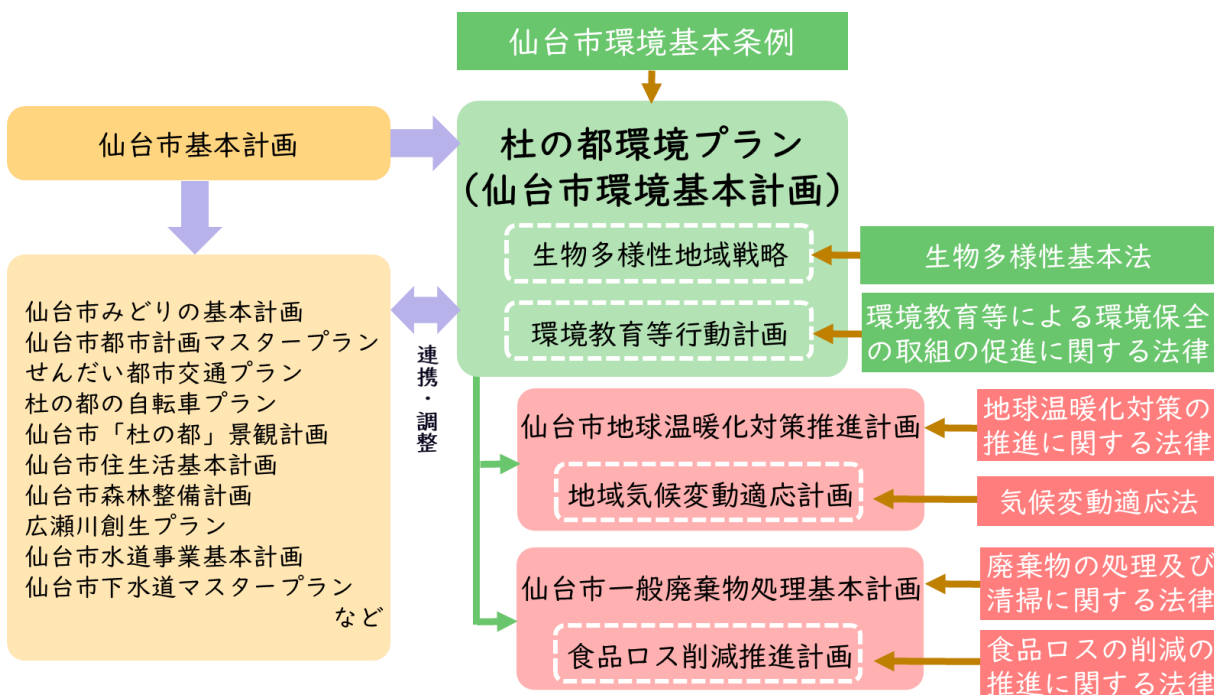 仙台市環境基本条例
仙台市基本計画
杜の都環境プラン
(仙台市環境基本計画)
生物多様性地域戦略
生物多様性基本法
環境教育等行動計画
環境教育等による環境保全
の取組の促進に関する法律
仙台市みどりの基本計画
仙台市都市計画マスタープラン
せんだい都市交通プラン
杜の都の自転車プラン
仙台市「杜の都」景観計画
仙台市住生活基本計画
仙台市森林整備計画
広瀬川創生プラン
仙台市水道事業基本計画
仙台市下水道マスタープラン
など
連携・調整
仙台市地球温暖化対策推進計画
地球温暖化対策の
推進に関する法律
地域気候変動適応計画
気候変動適応法
仙台市一般廃棄物処理基本計画
廃棄物の処理及び
清掃に関する法律
食品ロス削減推進計画
食品ロスの削減の
推進に関する法律